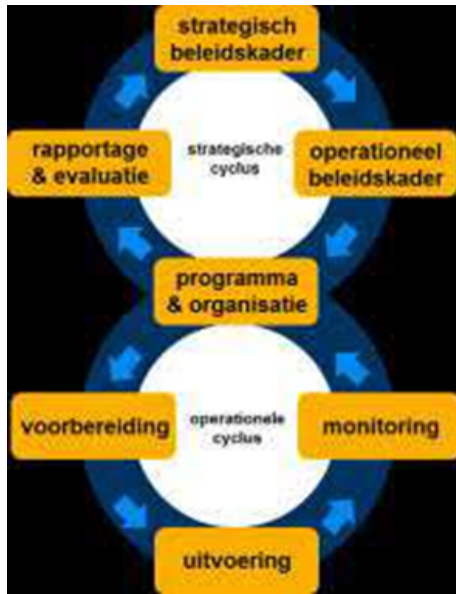 strategisch
beleidskader
rapportage
& evaluatie
strategische
cyclus
operationeel
beleidskader
programma
& organisatie
voorbereiding
operationele
cyclus
monitoring
uitvoering